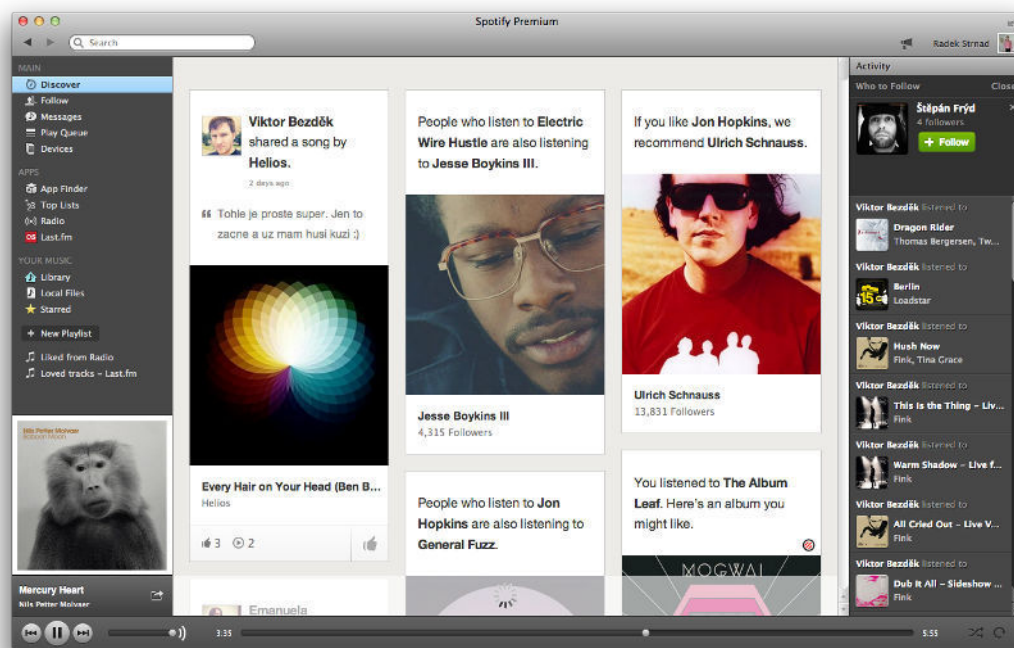 Spotify Premium
Search
Radek Strnad
MAIN
Discover
Follow
Messages
Play Queue
Devices
APPS
App Finder
Top Lists
Radio
Last.fm
YOUR MUSIC
Library
Local Files
Starred
+ New Playlist
Liked from Radio
Loved tracks – Last.fm
Nils Petter Molvaer
Baboon Moon
Mercury Heart
Nils Petter Molvaer
Viktor Bezděk
shared a song by
Helios.
2 days ago
Tohle je proste super. Jen to
zacne a uz mam husi kuzi :)
Every Hair on Your Head (Ben B...
Helios
3 2
Emanuela
People who listen to Electric
Wire Hustle are also listening
to Jesse Boykins III.
Jesse Boykins III
4,315 Followers
People who listen to Jon
Hopkins are also listening to
General Fuzz.
If you like Jon Hopkins, we
recommend Ulrich Schnauss.
Ulrich Schnauss
13,831 Followers
You listened to The Album
Leaf. Here's an album you
might like.
MOGWAI
Activity
Who to Follow
Close
Štěpán Frýd
4 followers
+ Follow
Viktor Bezděk listened to
Dragon Rider
Thomas Bergersen, Tw...
Viktor Bezděk listened to
15
Berlin
Loadstar
Viktor Bezděk listened to
Hush Now
Fink, Tina Grace
Viktor Bezděk listened to
This Is the Thing – Liv...
Fink
Viktor Bezděk listened to
Warm Shadow – Live f...
Fink
Viktor Bezděk listened to
All Cried Out – Live V...
Fink
Viktor Bezděk listened to
Dub It All – Sideshow ...
Fink
3:35
5:55